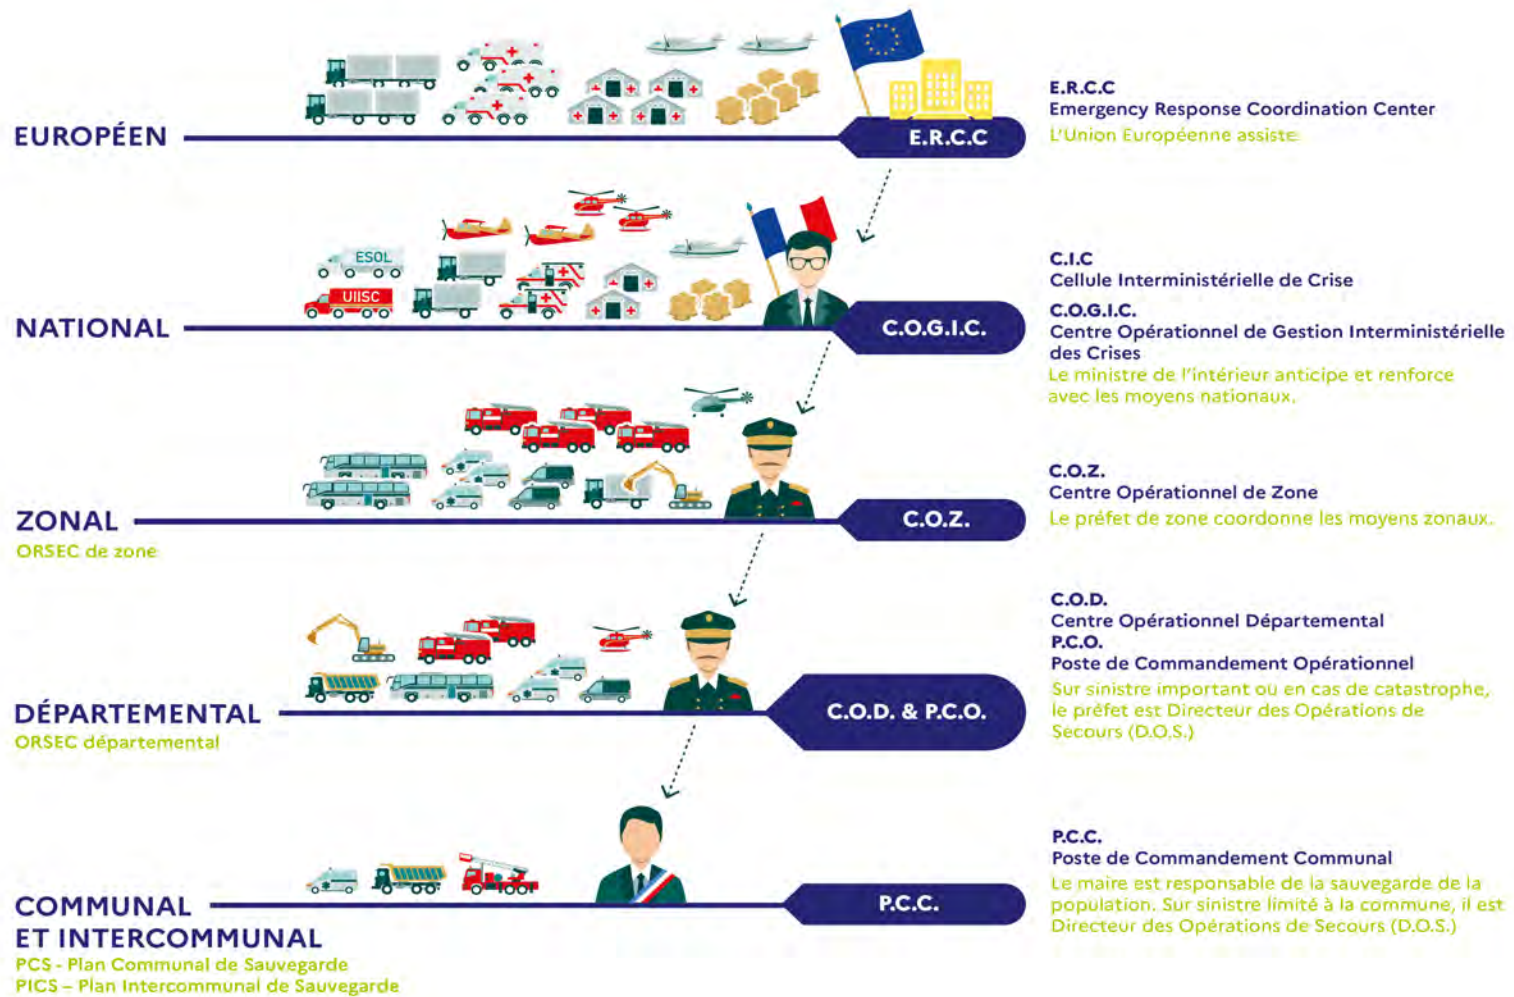 EUROPÉEN
E.R.C.C
E.R.C.C
Emergency Response Coordination Center
L'Union Européenne assiste.
NATIONAL
ESOL
UIISC
C.O.G.I.C.
C.I.C
Cellule Interministérielle de Crise
C.O.G.I.C.
Centre Opérationnel de Gestion Interministérielle
des Crises
Le ministre de l'intérieur anticipe et renforce
avec les moyens nationaux.
ZONAL
ORSEC de zone
C.O.Z.
C.O.Z.
Centre Opérationnel de Zone
Le préfet de zone coordonne les moyens zonaux.
DÉPARTEMENTAL
ORSEC départemental
C.O.D. & P.C.O.
C.O.D.
Centre Opérationnel Départemental
P.C.O.
Poste de Commandement Opérationnel
Sur sinistre important ou en cas de catastrophe,
le préfet est Directeur des Opérations de
Secours (D.O.S.)
COMMUNAL
ET INTERCOMMUNAL
PCS - Plan Communal de Sauvegarde
PICS – Plan Intercommunal de Sauvegarde
P.C.C.
P.C.C.
Poste de Commandement Communal
Le maire est responsable de la sauvegarde de la
population. Sur sinistre limité à la commune, il est
Directeur des Opérations de Secours (D.O.S.)